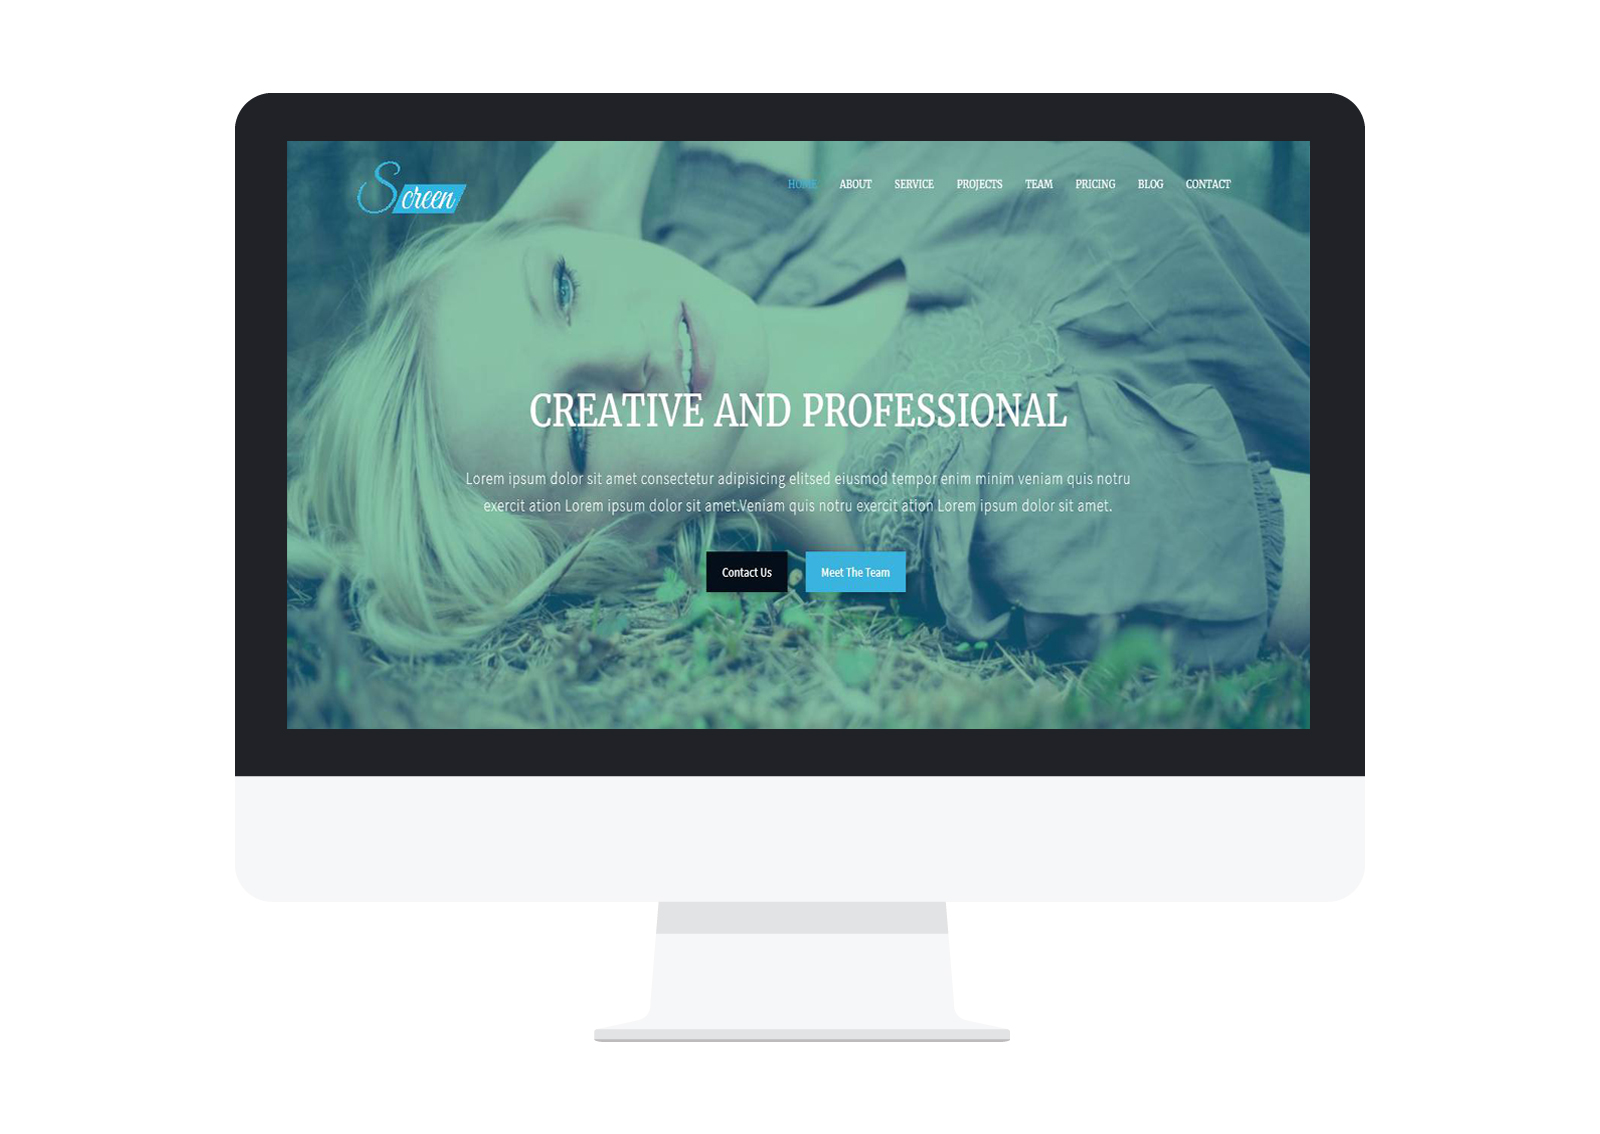 Screen
HOME ABOUT SERVICE PROJECTS TEAM PRICING BLOG CONTACT
CREATIVE AND PROFESSIONAL
Lorem ipsum dolor sit amet consectetur adipisicing elitsed eiusmod tempor enim minim veniam quis notru
exercit ation Lorem ipsum dolor sit amet.Veniam quis notru exercit ation Lorem ipsum dolor sit amet.
Contact Us Meet The Team